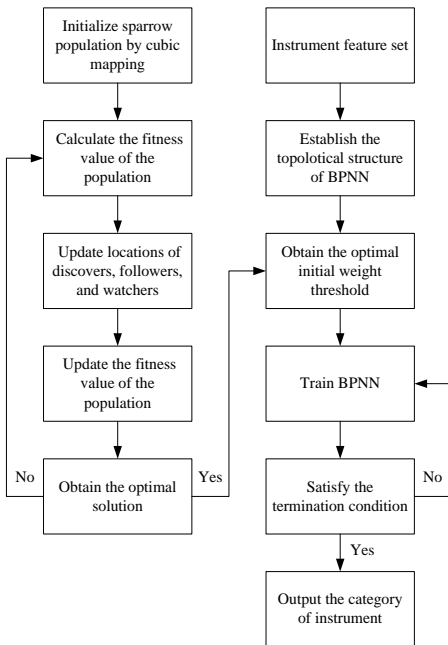 Initialize sparrow
population by cubic
mapping
Calculate the fitness
value of the
population
Update locations of
discovers, followers,
and watchers
Update the fitness
value of the
population
No
Obtain the optimal
solution
Yes
Instrument feature set
Establish the
topolotical structure
of BPNN
Obtain the optimal
initial weight
threshold
Train BPNN
Satisfy the
termination condition
No
Yes
Output the category
of instrument